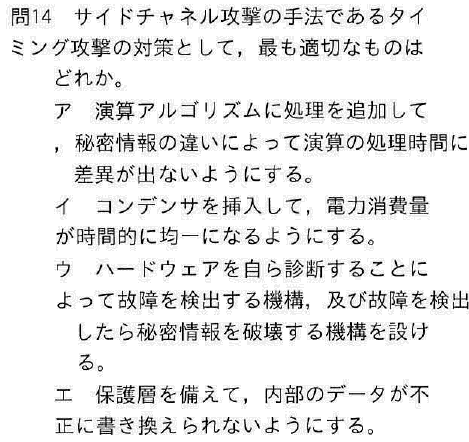 問14 サイドチャネル攻撃の手法であるタイ
ミング攻撃の対策として，最も適切なものは
どれか。
ア 演算アルゴリズムに処理を追加して
，秘密情報の違いによって演算の処理時間に
差異が出ないようにする。
イ コンデンサを挿入して，電力消費量
が時間的に均一になるようにする。
ウ ハードウェアを自ら診断することに
よって故障を検出する機構，及び故障を検出
したら秘密情報を破壊する機構を設け
る。
エ 保護層を備えて，内部のデータが不
正に書き換えられないようにする。